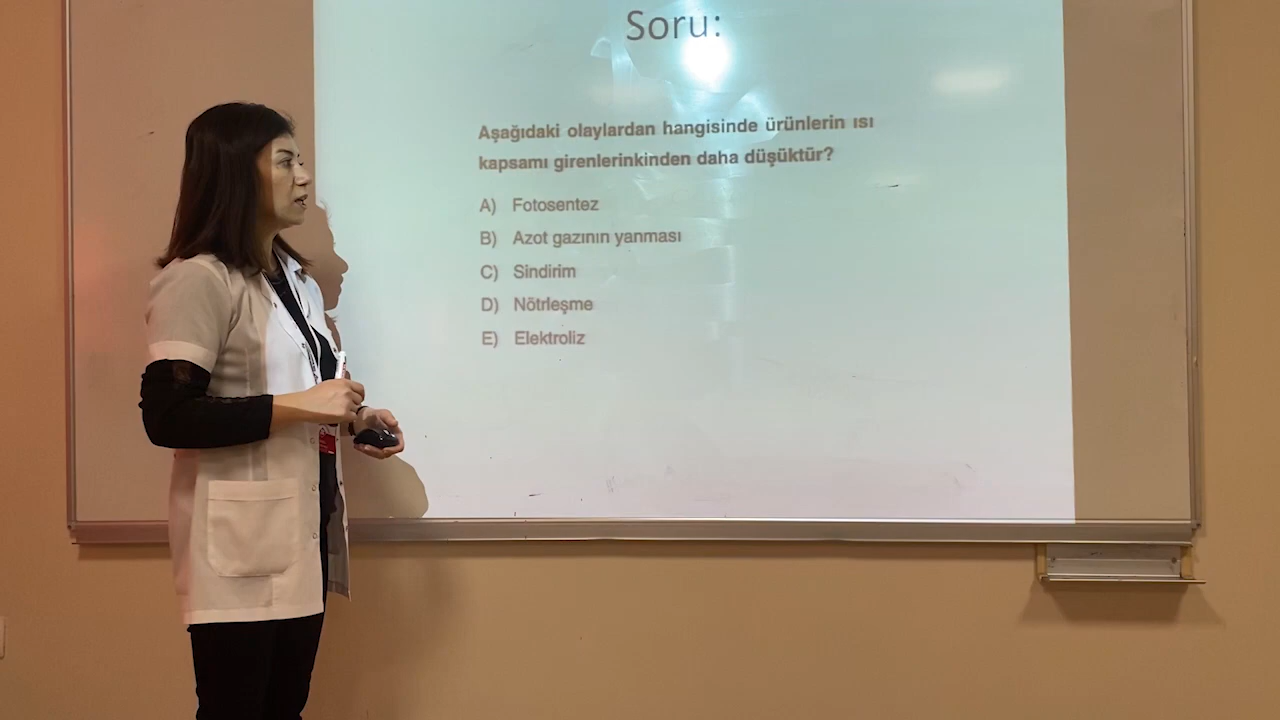 Soru:
Aşağıdaki olaylardan hangisinde ürünlerin ısı
kapsamı girenlerinkinden daha düşüktür?
A) Fotosentez
B) Azot gazının yanması
C) Sindirim
D) Nötrleşme
E) Elektroliz